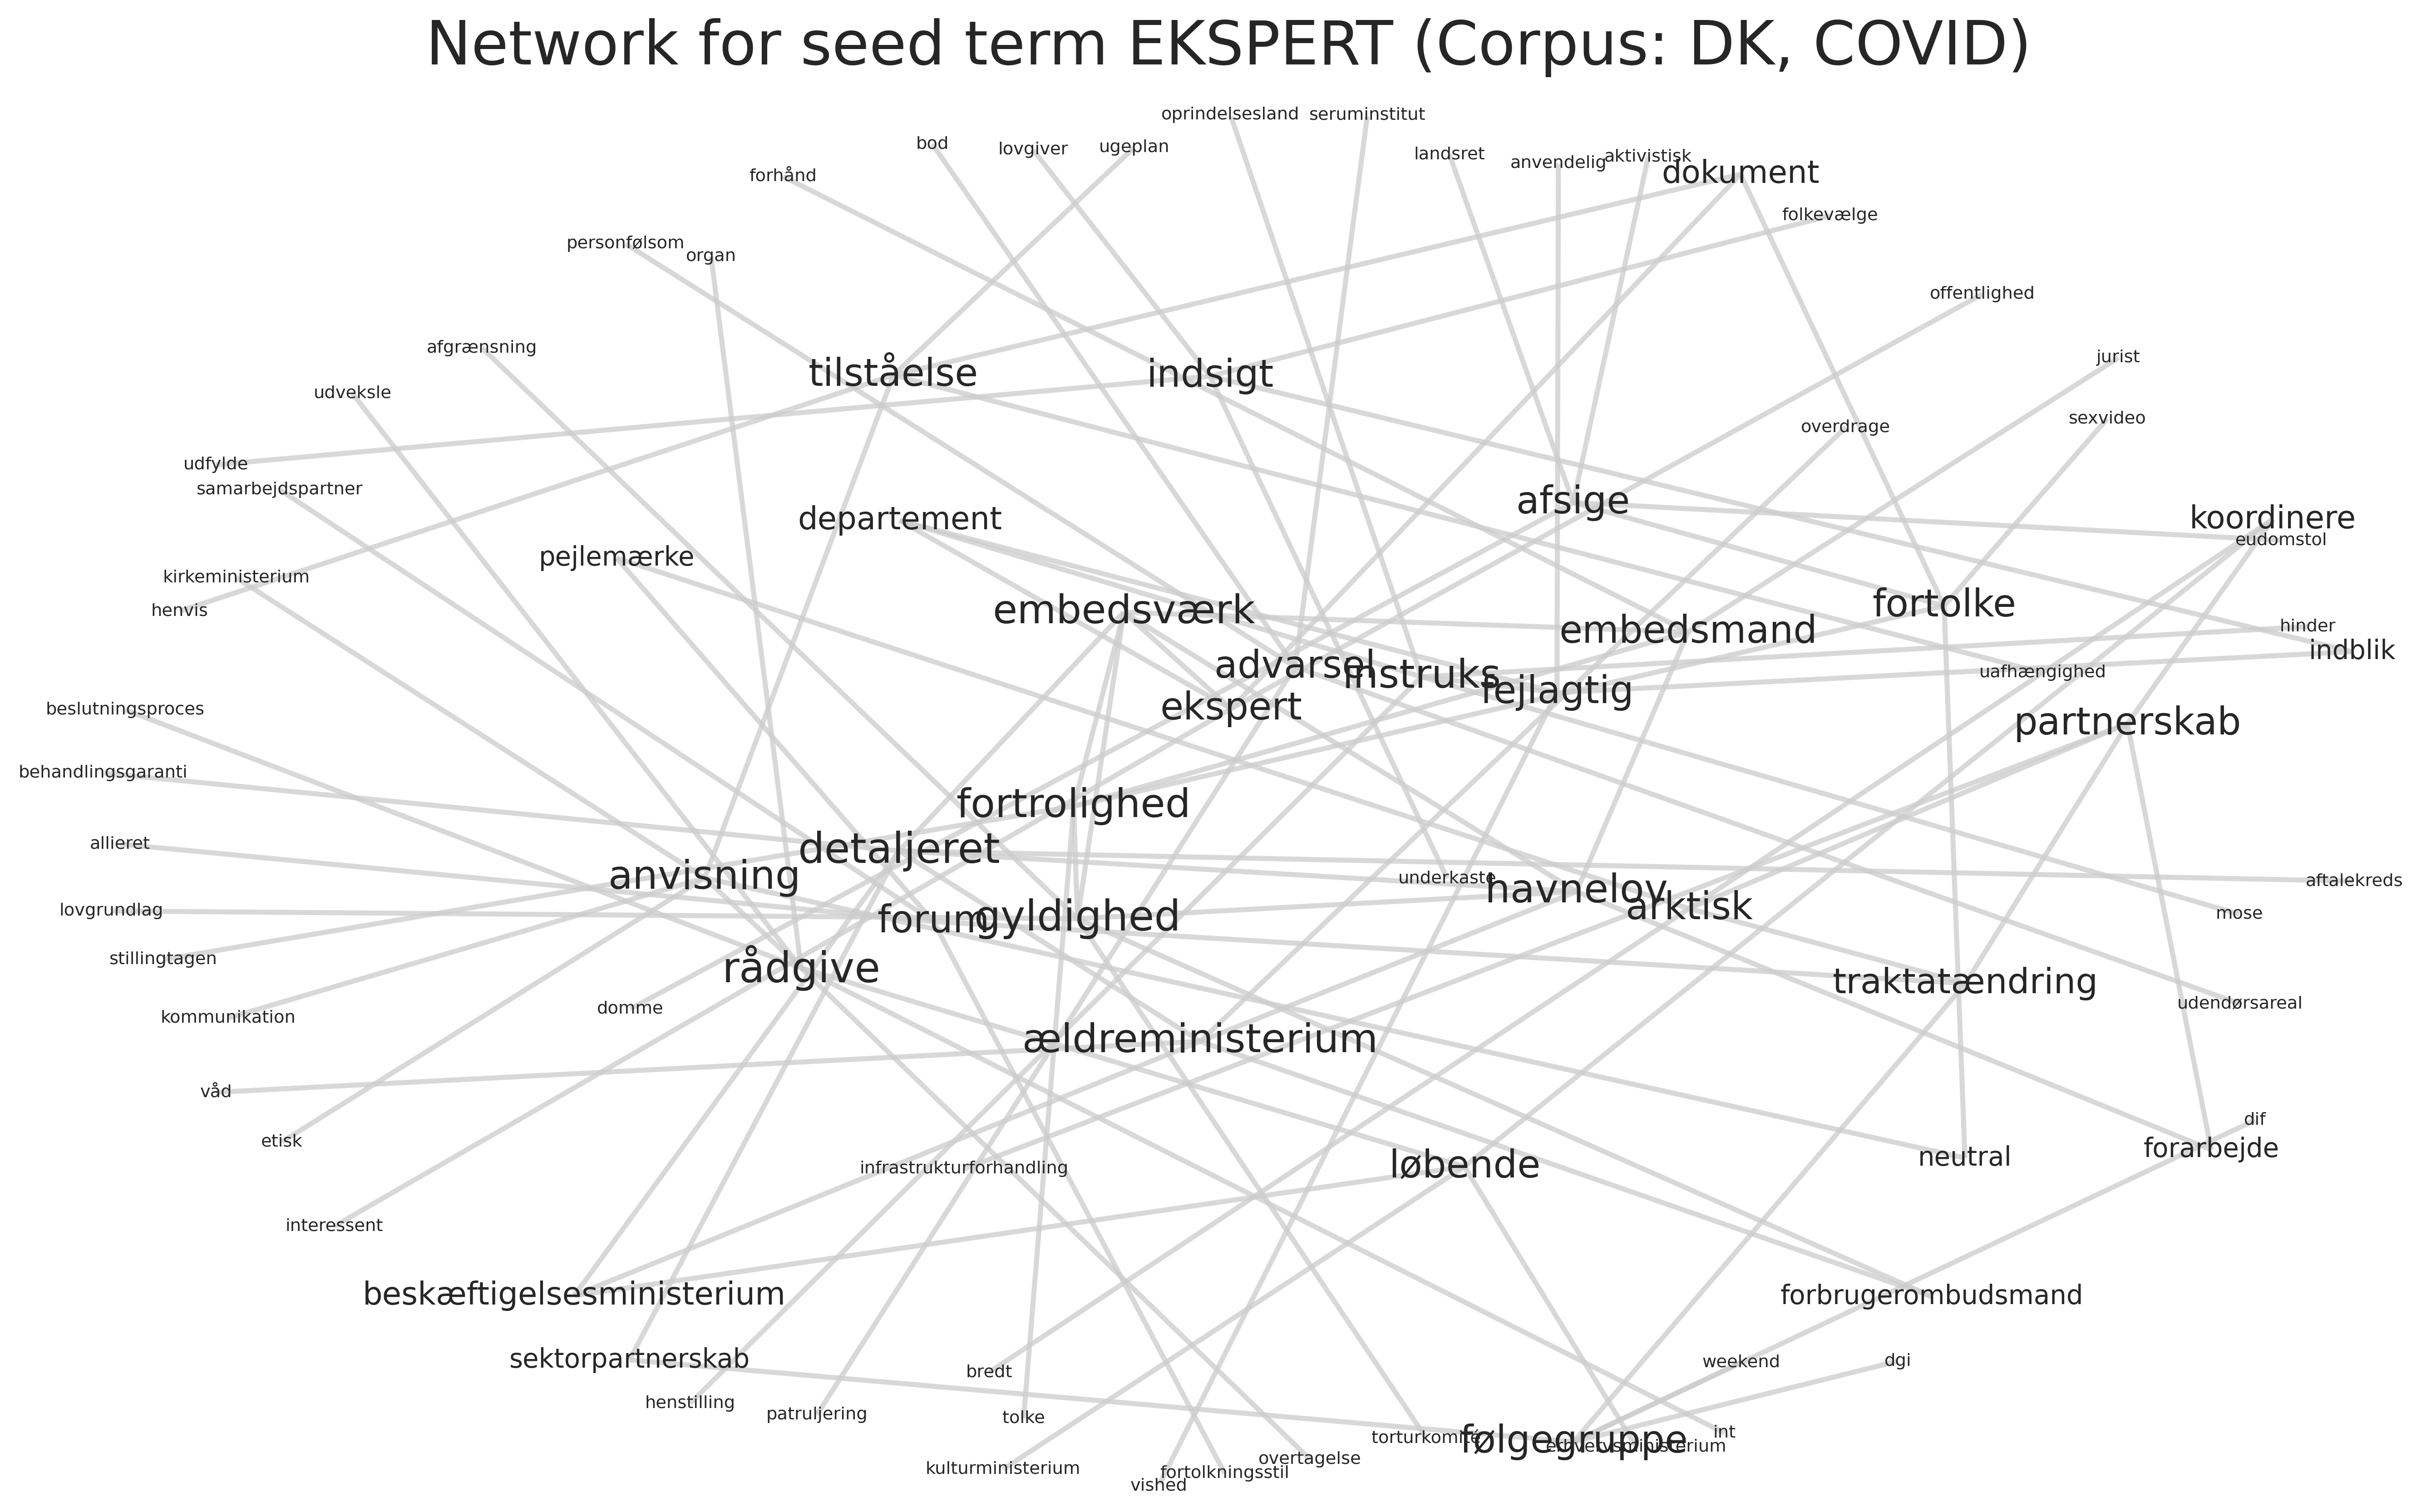 Network for seed term EKSPERT (Corpus: DK, COVID)
oprindelsesland
seruminstitut
bod
lovgiver
ugeplan
landsret
anvendelig
aktivistisk
dokument
forhånd
folkevælge
personfølsom
organ
offentlighed
afgrænsning
jurist
tilståelse
indsigt
udveksle
sexvideo
overdrage
udfylde
samarbejdspartner
afsige
departement
koordinere
eudomstol
pejlemærke
kirkeministerium
henvis
embedsværk
fortolke
embedsmand
hinder
indblik
advarsel
instruks
uafhængighed
fejlagtig
ekspert
beslutningsproces
partnerskab
behandlingsgaranti
fortrolighed
allieret
detaljeret
anvisning
underkaste
havnelov
aftalekreds
arktisk
lovgrundlag
forum
gyldighed
mose
stillingtagen
rådgive
traktatændring
domme
udendørsareal
kommunikation
ældreministerium
våd
dif
etisk
forarbejde
neutral
løbende
infrastrukturforhandling
interessent
beskæftigelsesministerium
forbrugerombudsmand
sektorpartnerskab
weekend
dgi
bredt
henstilling
patruljering
tolke
int
torturkomité
følgegruppe
erhvervsministerium
overtagelse
kulturministerium
fortolkningsstil
vished